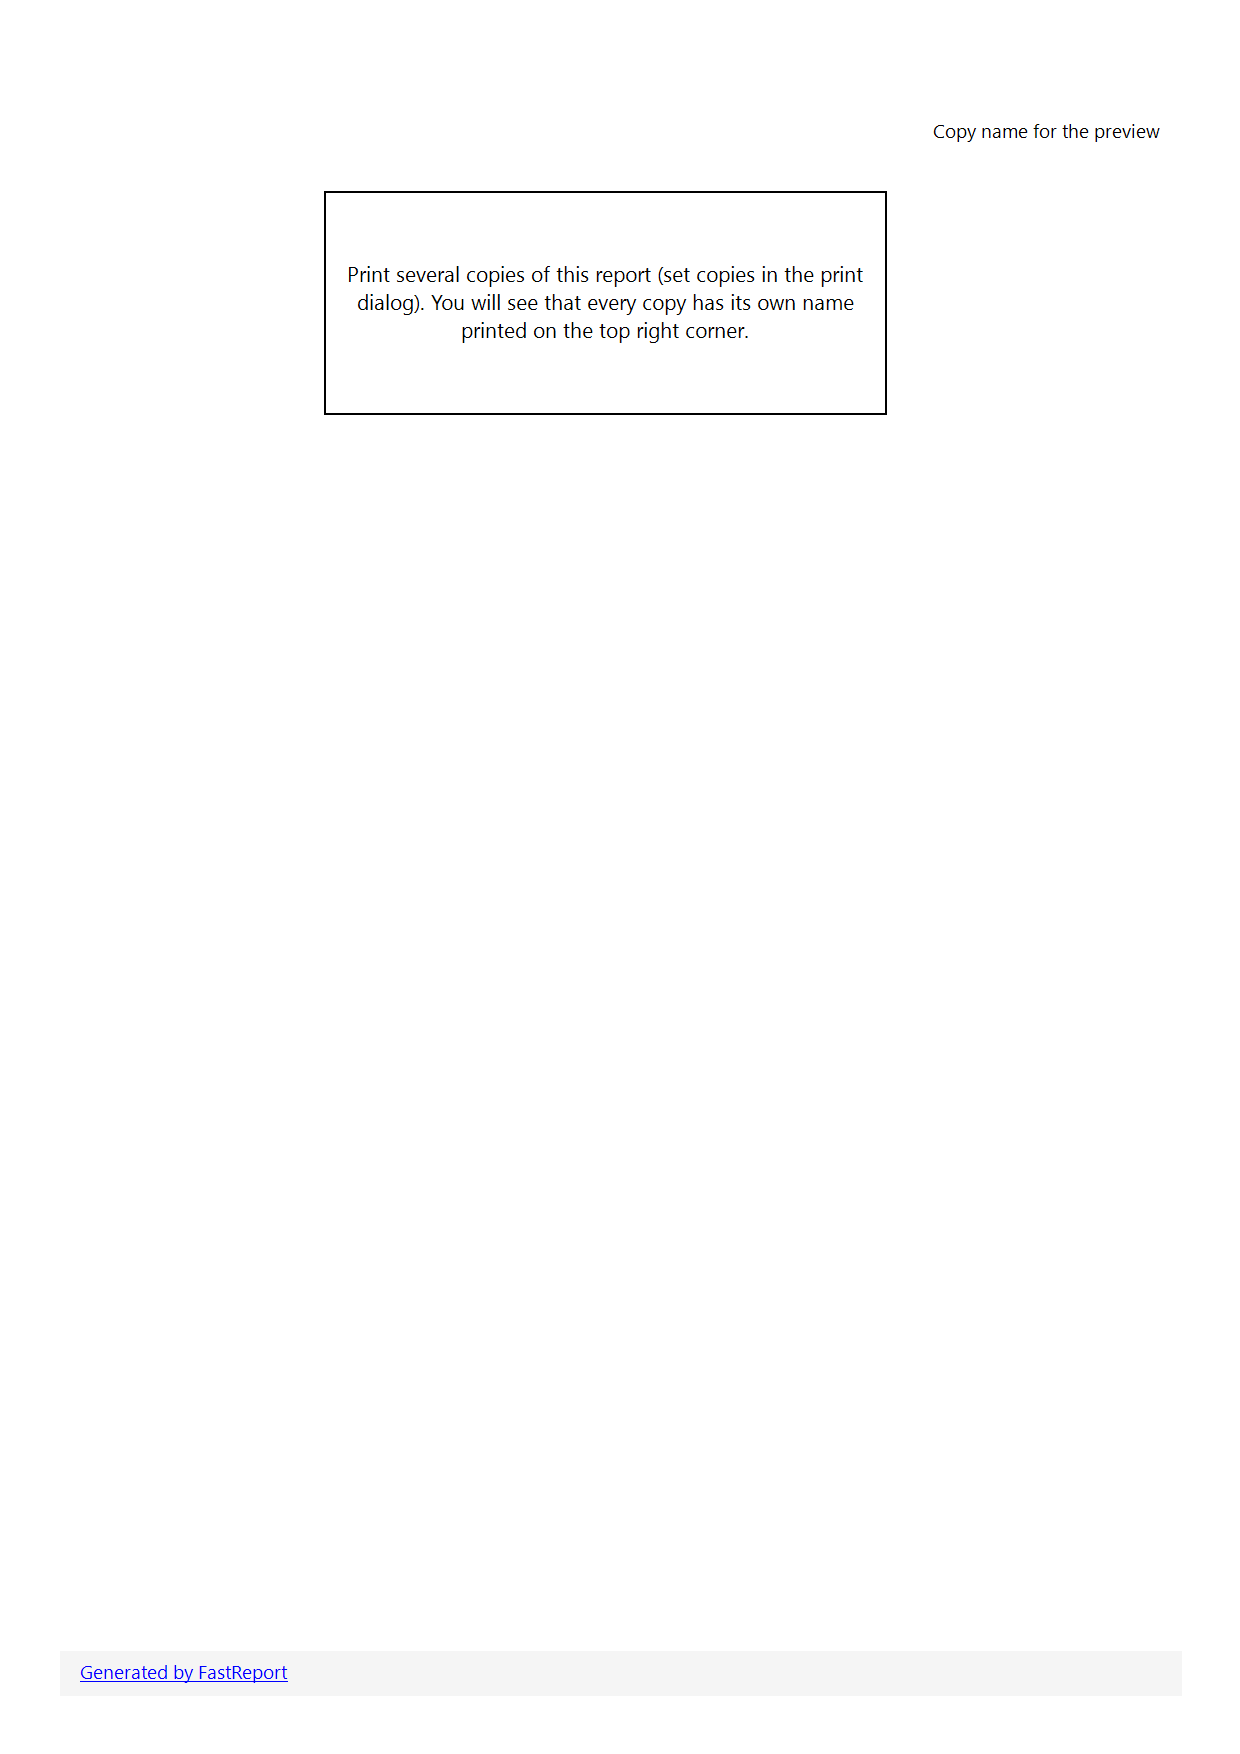 Copy name for the preview
Print several copies of this report (set copies in the print
dialog). You will see that every copy has its own name
printed on the top right corner.
Generated by FastReport